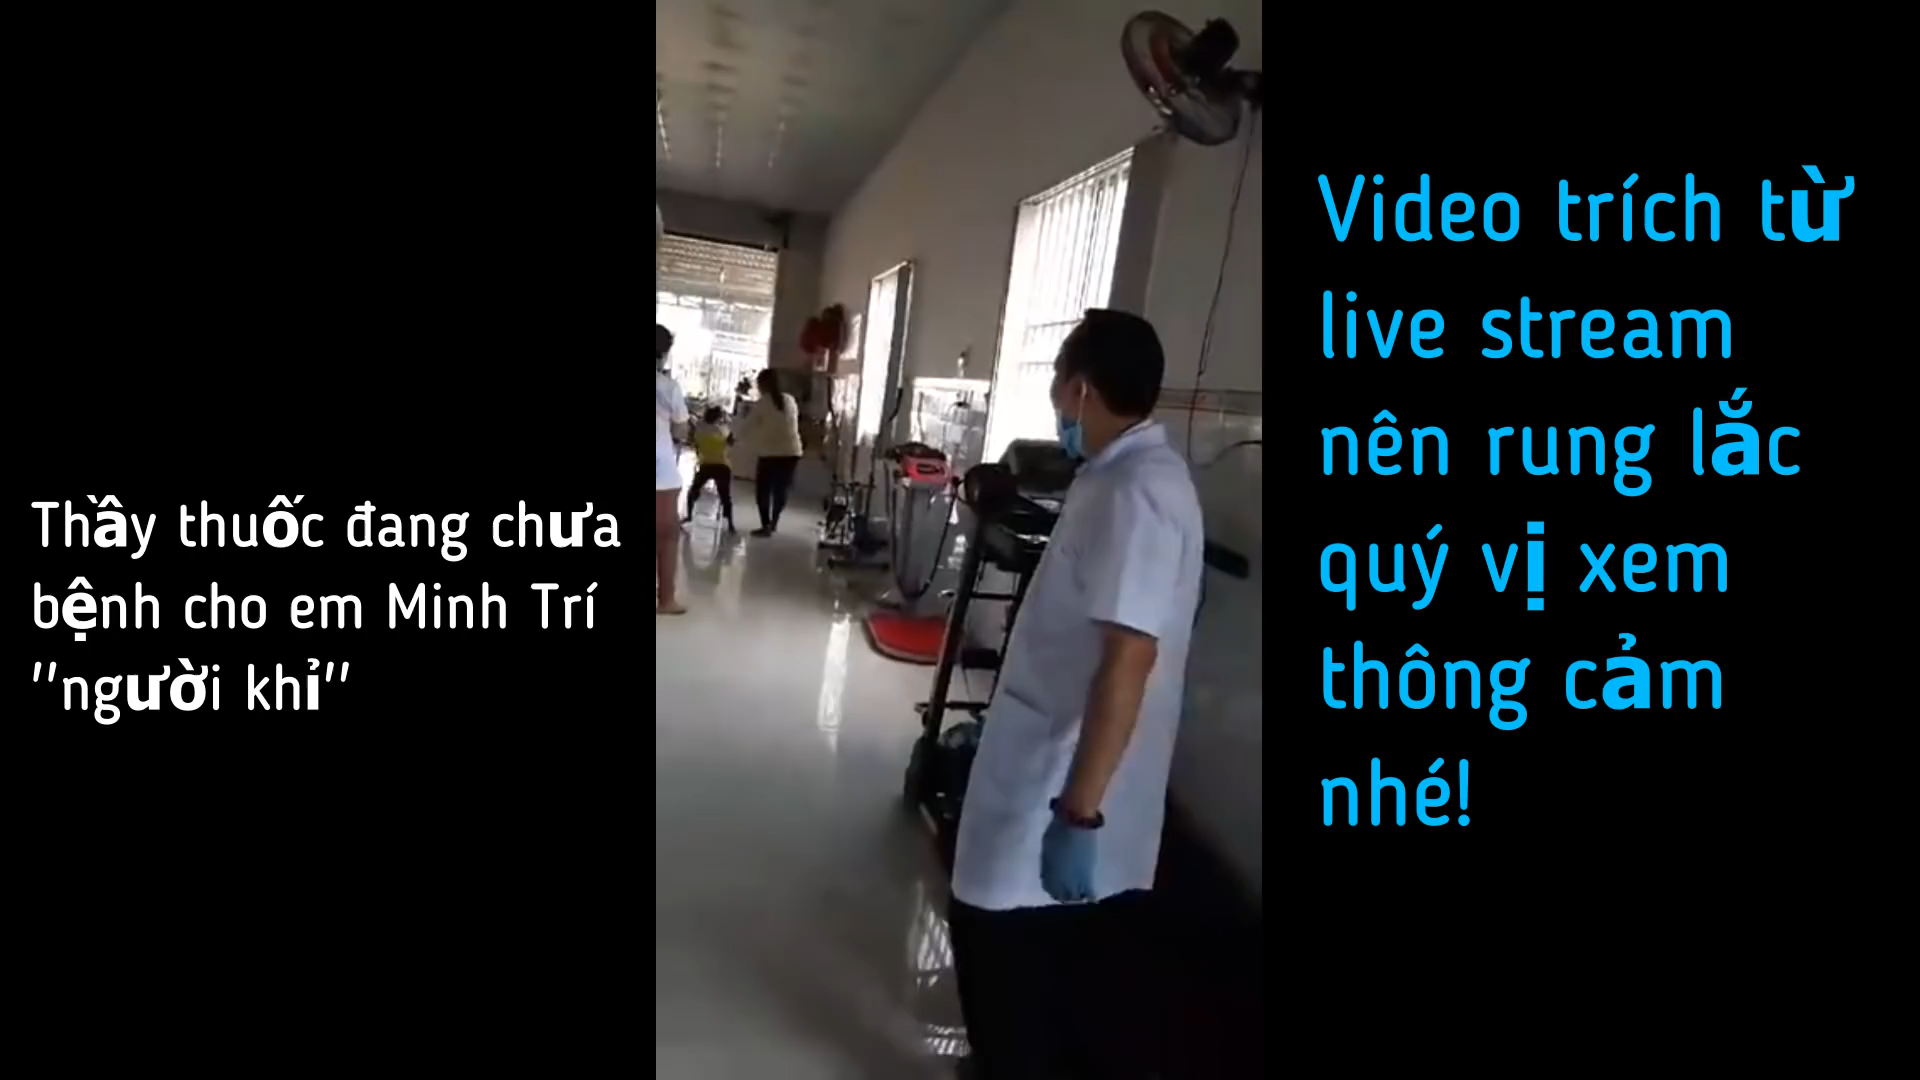 Thầy thuốc đang chưa
bệnh cho em Minh Trí
"người khỉ"
Video trích từ
live stream
nên rung lắc
quý vị xem
thông cảm
nhé!